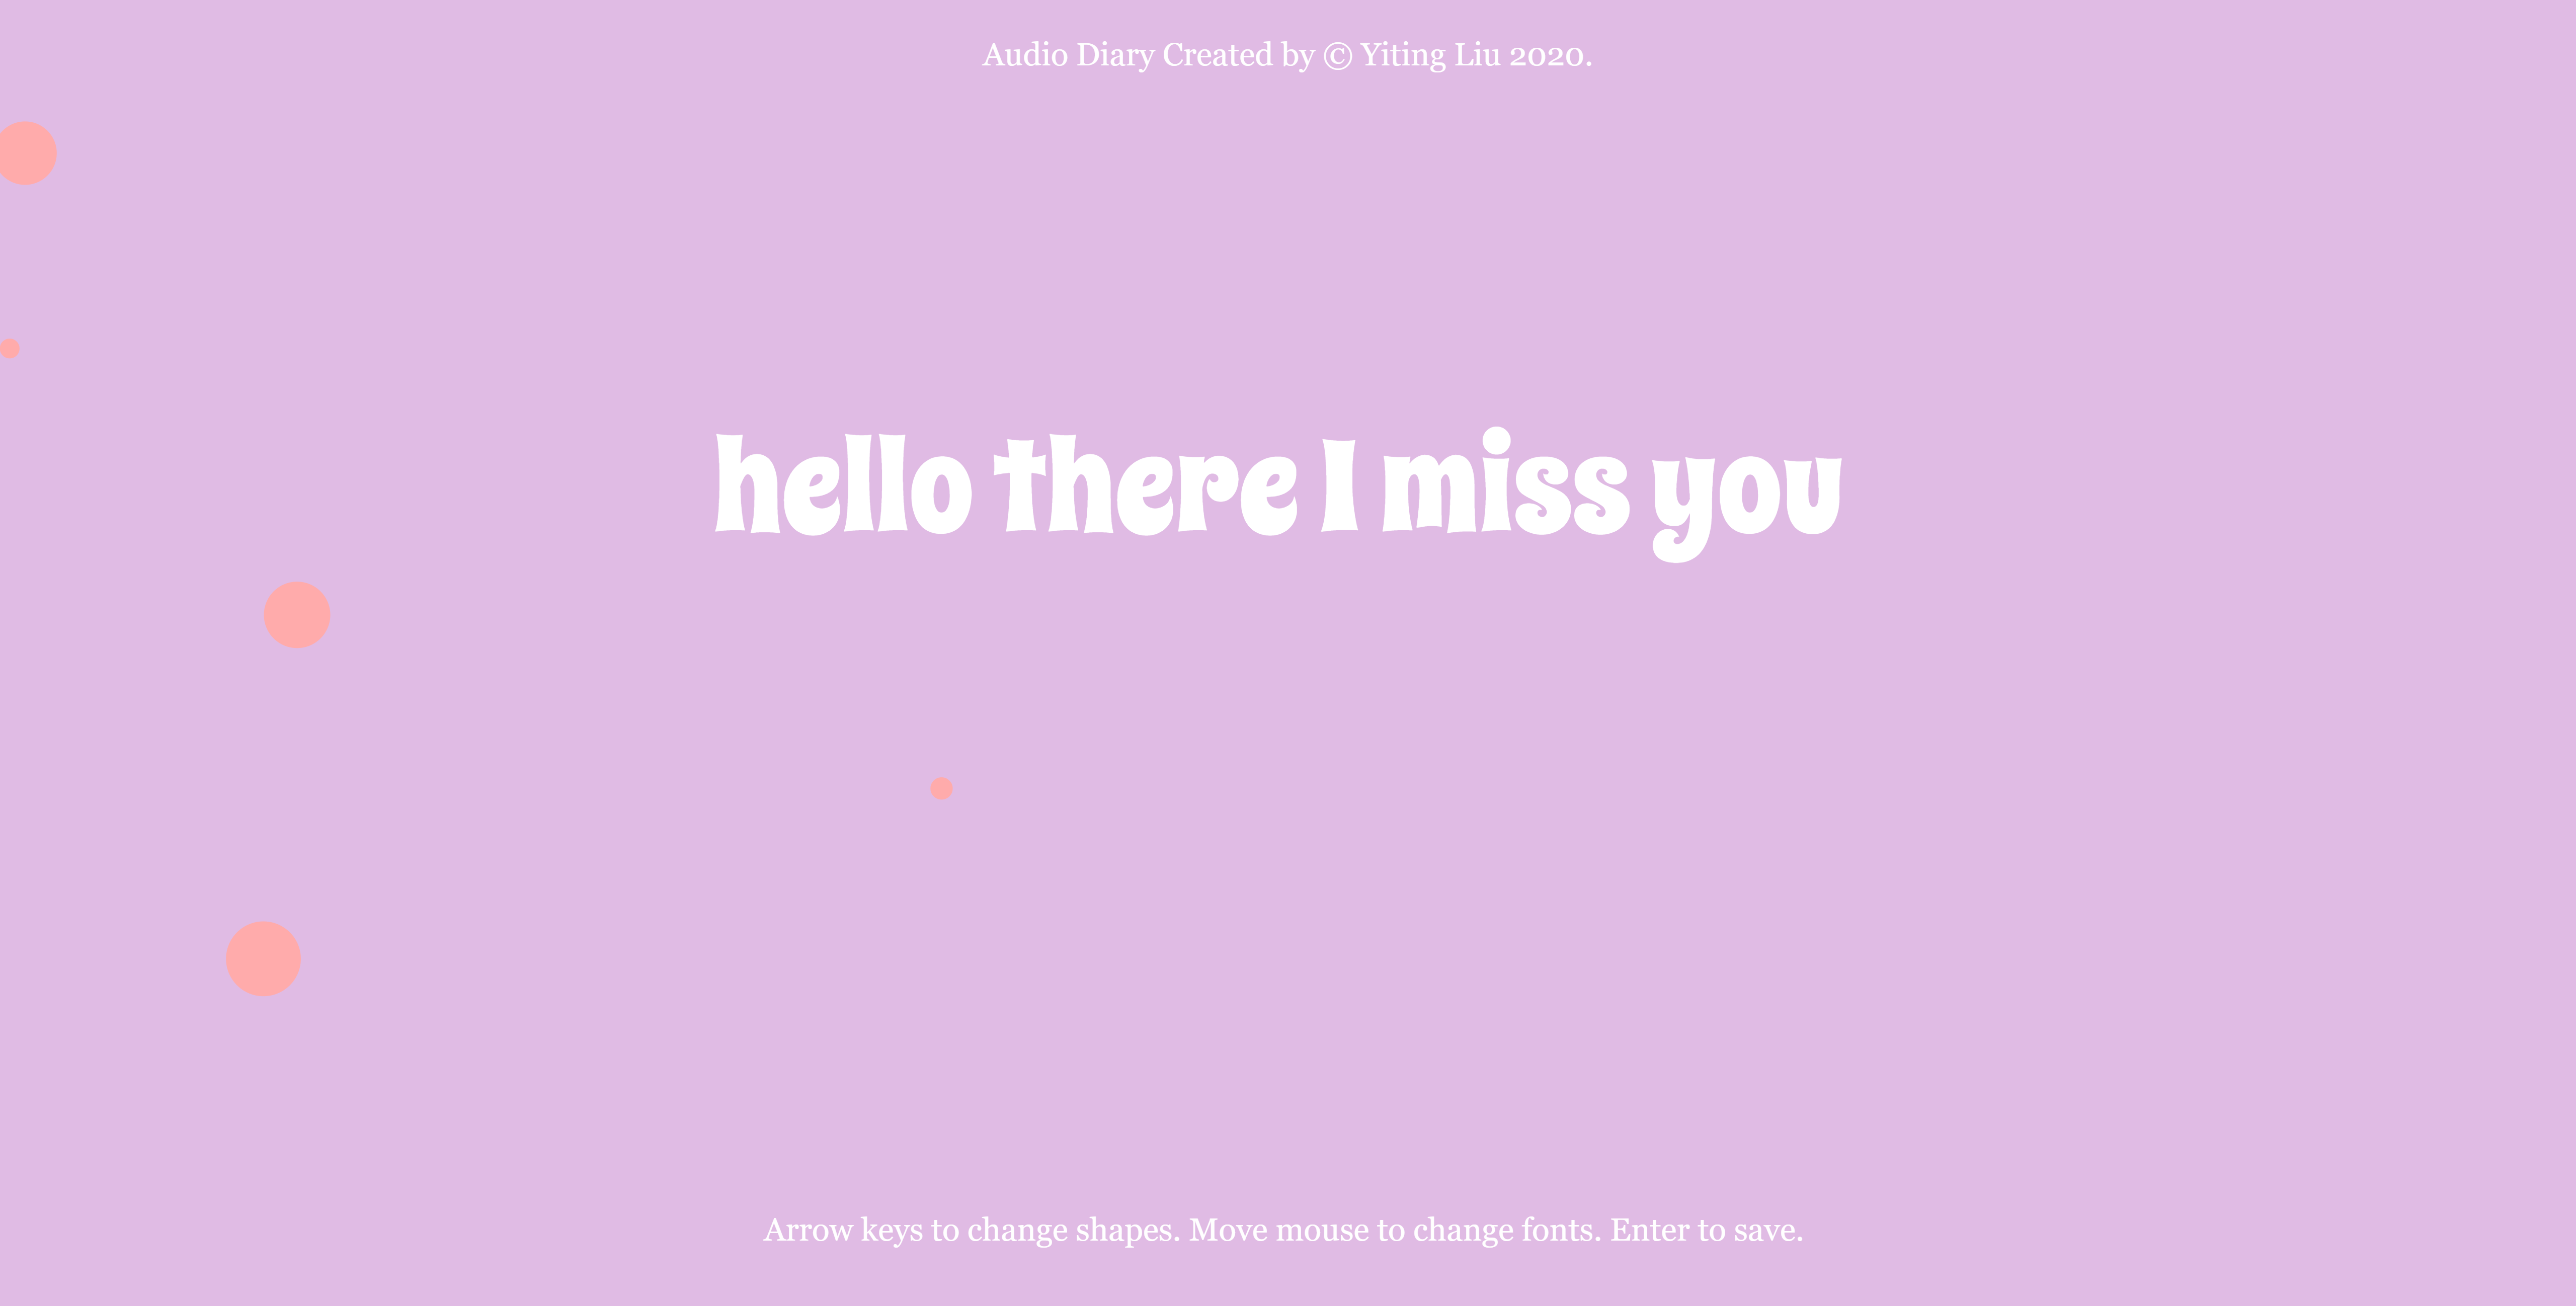 Audio Diary Created by © Yiting Liu 2020.
hello there I miss you
Arrow keys to change shapes. Move mouse to change fonts. Enter to save.